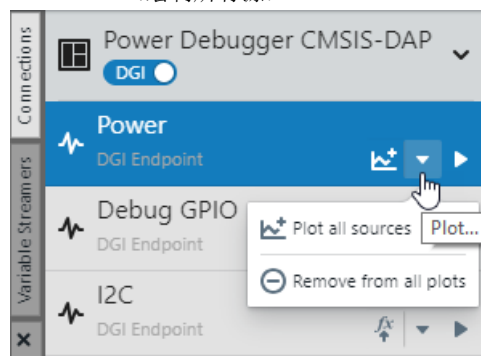 Connections
Variable Streamers
Power Debugger CMSIS-DAP
DGI
Power
DGI Endpoint
Debug GPIO
DGI Endpoint
Plot all sources
Plot...
Remove from all plots
I2C
DGI Endpoint
fx